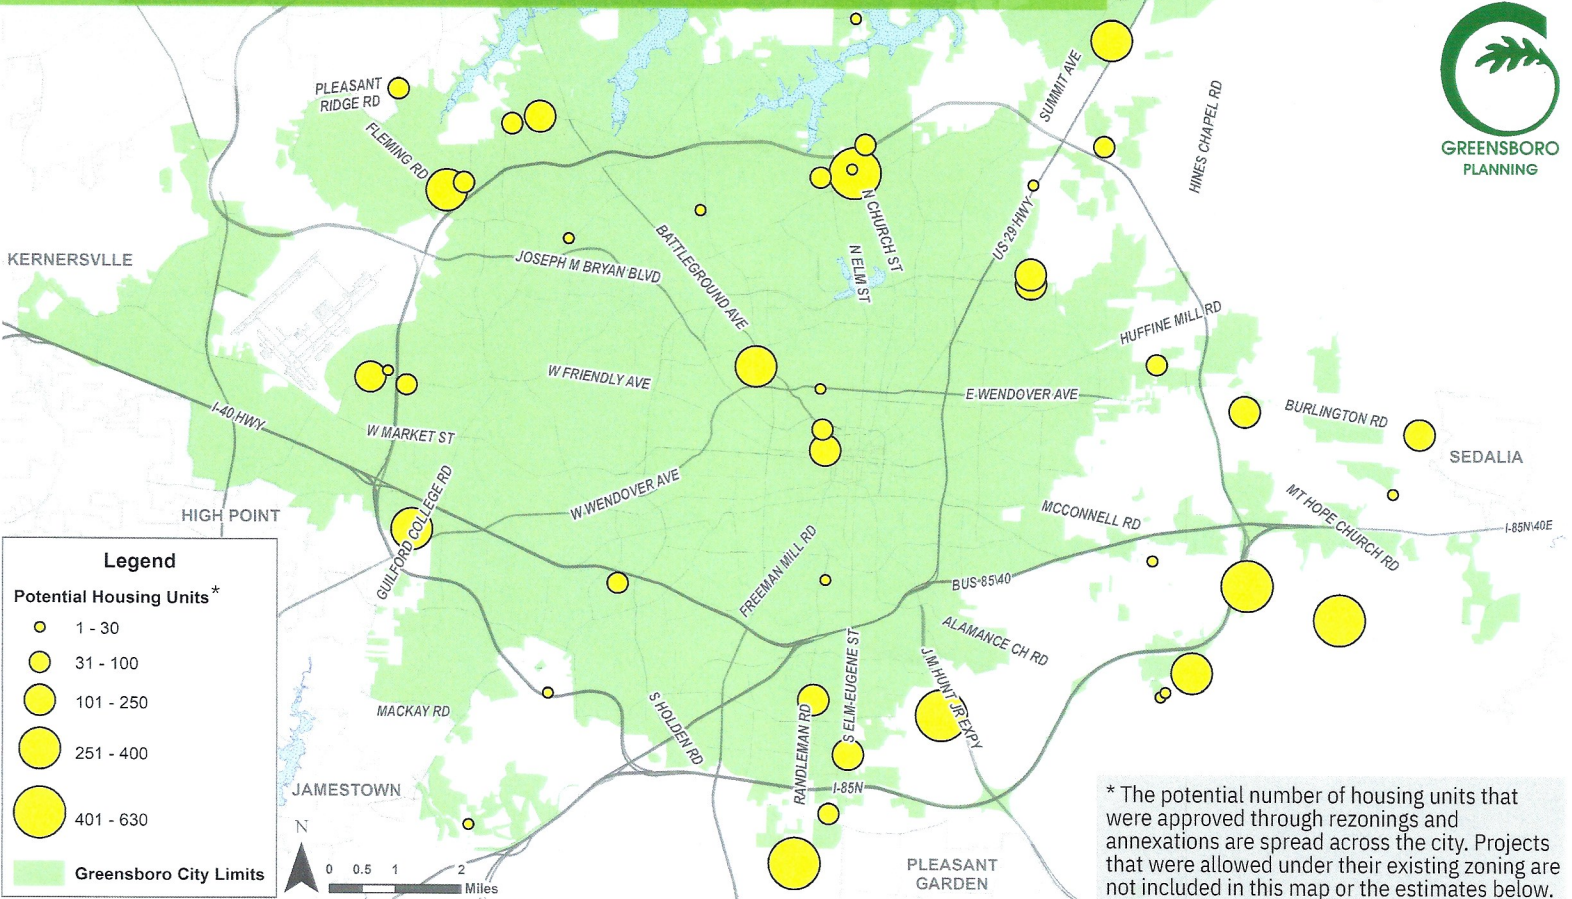 PLEASANT
RIDGE RD
FLEMING RD
SUMMIT AVE
HINES CHAPEL RD
GREENSBORO
PLANNING
KERNERSVLLE
JOSEPH M BRYAN BLVD
BATTLEGROUND AVE
N CHURCH ST
N ELM ST
US 29 HWY
HUFFINE MILL RD
W FRIENDLY AVE
E WENDOVER AVE
BURLINGTON RD
I-40 HWY
W MARKET ST
SEDALIA
GUILFORD COLLEGE RD
W WENDOVER AVE
MCCONNELL RD
MT HOPE CHURCH RD
I-85N\40E
HIGH POINT
FREEMAN MILL RD
BUS 85\40
ALAMANCE CH RD
J M HUNT JR EXPY
S ELM-EUGENE ST
RANDLEMAN RD
S HOLDEN RD
MACKAY RD
I-85N
JAMESTOWN
PLEASANT
GARDEN
Legend
Potential Housing Units*
1 - 30
31 - 100
101 - 250
251 - 400
401 - 630
Greensboro City Limits
N
0 0.5 1 2
Miles
* The potential number of housing units that
were approved through rezonings and
annexations are spread across the city. Projects
that were allowed under their existing zoning are
not included in this map or the estimates below.